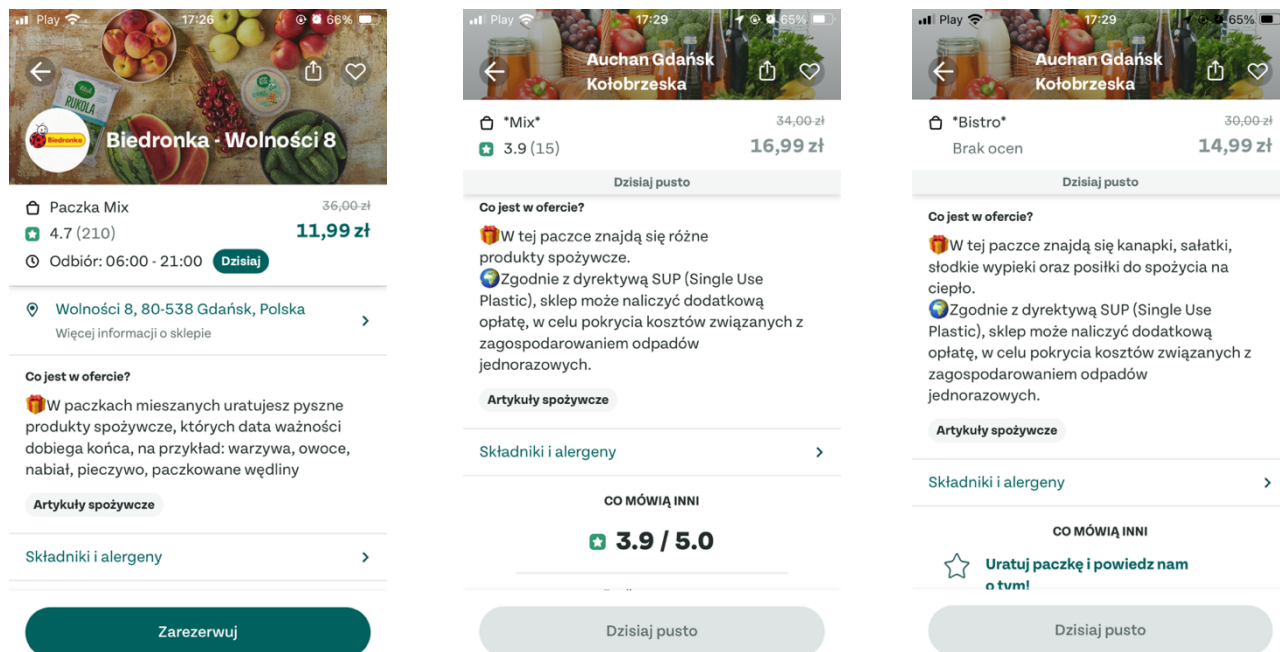 Play 17:26 66%
RUKOLA
Biedronka
Biedronka - Wolności 8
Paczka Mix 36,00 zł
4.7 (210) 11,99 zł
Odbiór: 06:00 - 21:00 Dzisiaj
Wolności 8, 80-538 Gdańsk, Polska
Więcej informacji o sklepie
Co jest w ofercie?
🎁W paczkach mieszanych uratujesz pyszne
produkty spożywcze, których data ważności
dobiega końca, na przykład: warzywa, owoce,
nabiał, pieczywo, paczkowane wędliny
Artykuły spożywcze
Składniki i alergeny
Zarezerwuj
Play 17:29 65%
Auchan Gdańsk
Kołobrzeska
*Mix* 34,00 zł
3.9 (15) 16,99 zł
Dzisiaj pusto
Co jest w ofercie?
🎁W tej paczce znajdą się różne
produkty spożywcze.
🌍Zgodnie z dyrektywą SUP (Single Use
Plastic), sklep może naliczyć dodatkową
opłatę, w celu pokrycia kosztów związanych z
zagospodarowaniem odpadów
jednorazowych.
Artykuły spożywcze
Składniki i alergeny
CO MÓWIĄ INNI
3.9 / 5.0
Dzisiaj pusto
Play 17:29 65%
Auchan Gdańsk
Kołobrzeska
*Bistro* 30,00 zł
Brak ocen 14,99 zł
Dzisiaj pusto
Co jest w ofercie?
🎁W tej paczce znajdą się kanapki, sałatki,
słodkie wypieki oraz posiłki do spożycia na
ciepło.
🌍Zgodnie z dyrektywą SUP (Single Use
Plastic), sklep może naliczyć dodatkową
opłatę, w celu pokrycia kosztów związanych z
zagospodarowaniem odpadów
jednorazowych.
Artykuły spożywcze
Składniki i alergeny
CO MÓWIĄ INNI
Uratuj paczkę i powiedz nam
o tym!
Dzisiaj pusto